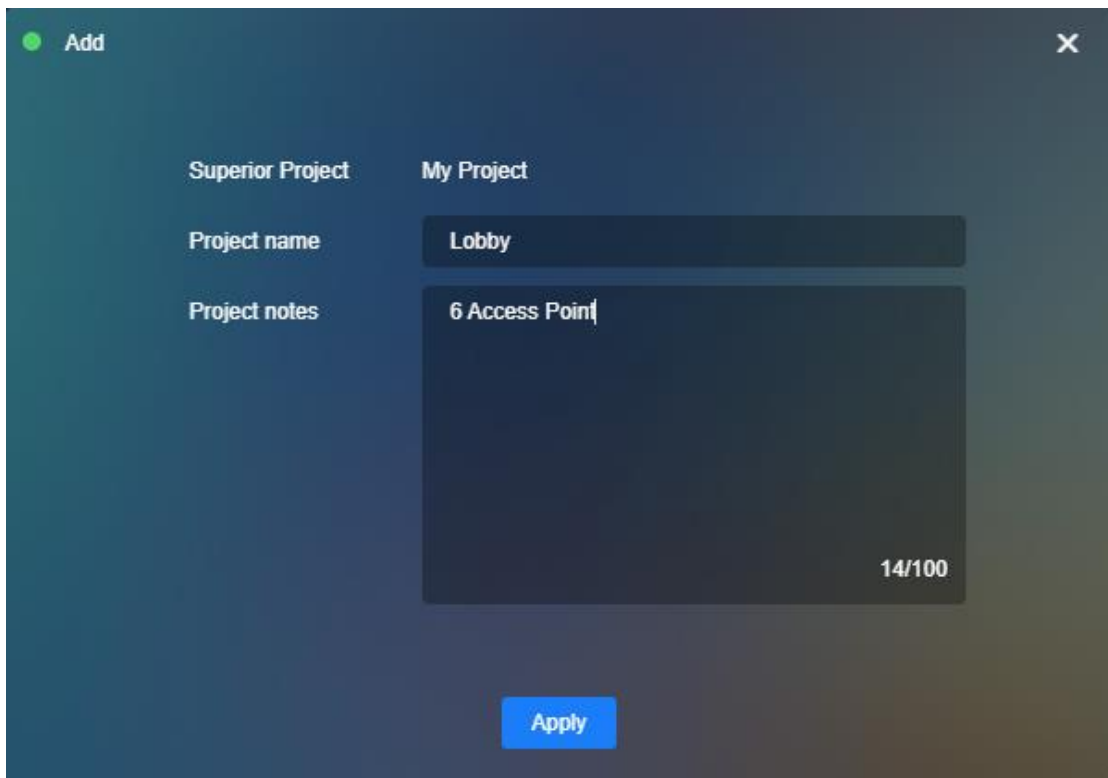 Add
Superior Project My Project
Project name Lobby
Project notes 6 Access Point
14/100
Apply